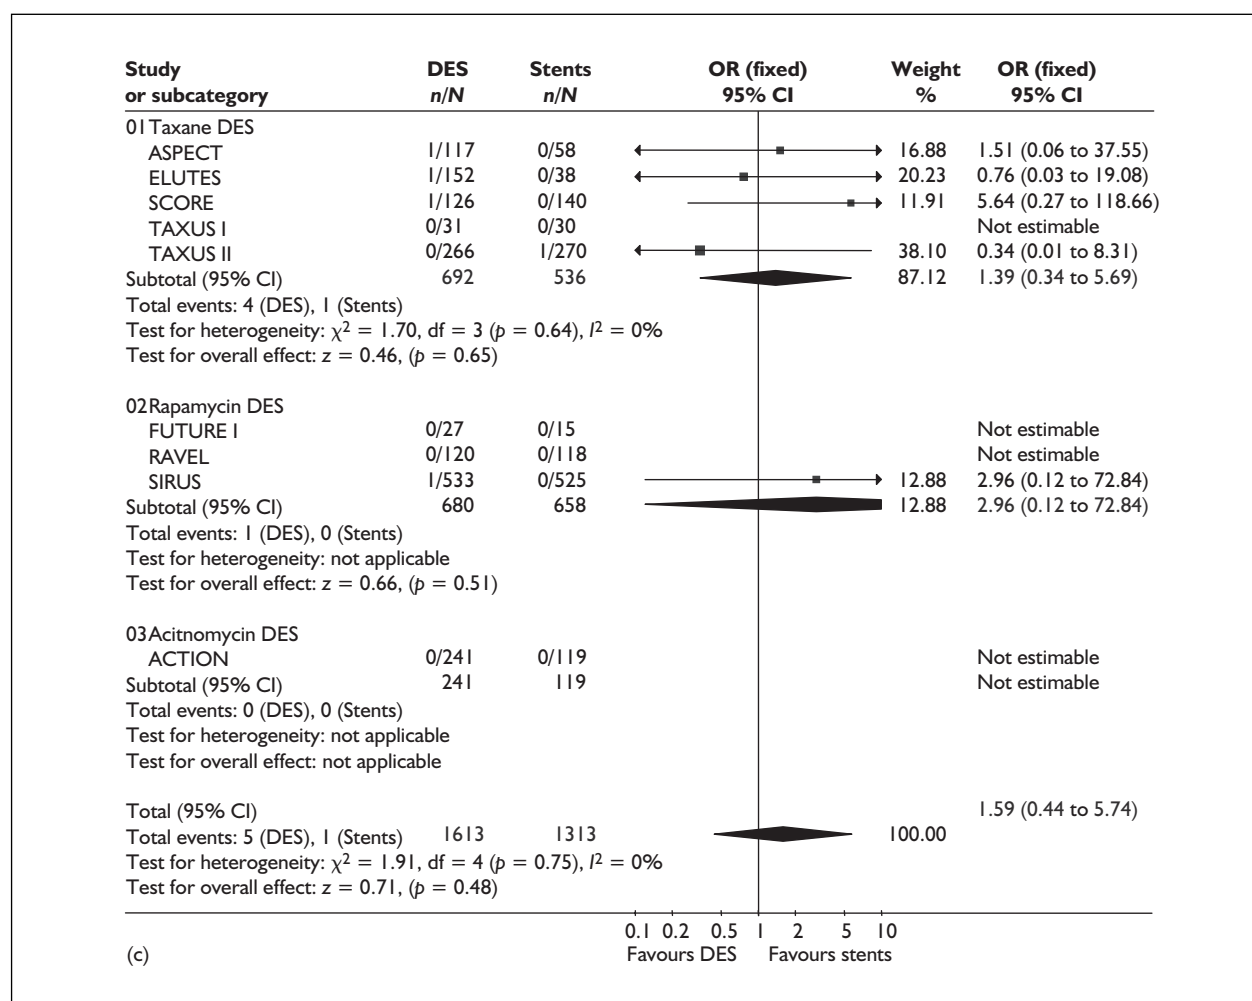 Study DES Stents OR (fixed) Weight OR (fixed)
or subcategory n/N n/N 95% CI % 95% CI
01 Taxane DES
ASPECT 1/117 0/58 16.88 1.51 (0.06 to 37.55)
ELUTES 1/152 0/38 20.23 0.76 (0.03 to 19.08)
SCORE 1/126 0/140 11.91 5.64 (0.27 to 118.66)
TAXUS I 0/31 0/30 Not estimable
TAXUS II 0/266 1/270 38.10 0.34 (0.01 to 8.31)
Subtotal (95% CI) 692 536 87.12 1.39 (0.34 to 5.69)
Total events: 4 (DES), 1 (Stents)
Test for heterogeneity: χ² = 1.70, df = 3 (p = 0.64), I² = 0%
Test for overall effect: z = 0.46, (p = 0.65)
02 Rapamycin DES
FUTURE I 0/27 0/15 Not estimable
RAVEL 0/120 0/118 Not estimable
SIRUS 1/533 0/525 12.88 2.96 (0.12 to 72.84)
Subtotal (95% CI) 680 658 12.88 2.96 (0.12 to 72.84)
Total events: 1 (DES), 0 (Stents)
Test for heterogeneity: not applicable
Test for overall effect: z = 0.66, (p = 0.51)
03 Acitnomycin DES
ACTION 0/241 0/119 Not estimable
Subtotal (95% CI) 241 119 Not estimable
Total events: 0 (DES), 0 (Stents)
Test for heterogeneity: not applicable
Test for overall effect: not applicable
Total (95% CI) 1.59 (0.44 to 5.74)
Total events: 5 (DES), 1 (Stents) 1613 1313 100.00
Test for heterogeneity: χ² = 1.91, df = 4 (p = 0.75), I² = 0%
Test for overall effect: z = 0.71, (p = 0.48)
0.1 0.2 0.5 1 2 5 10
(c) Favours DES Favours stents